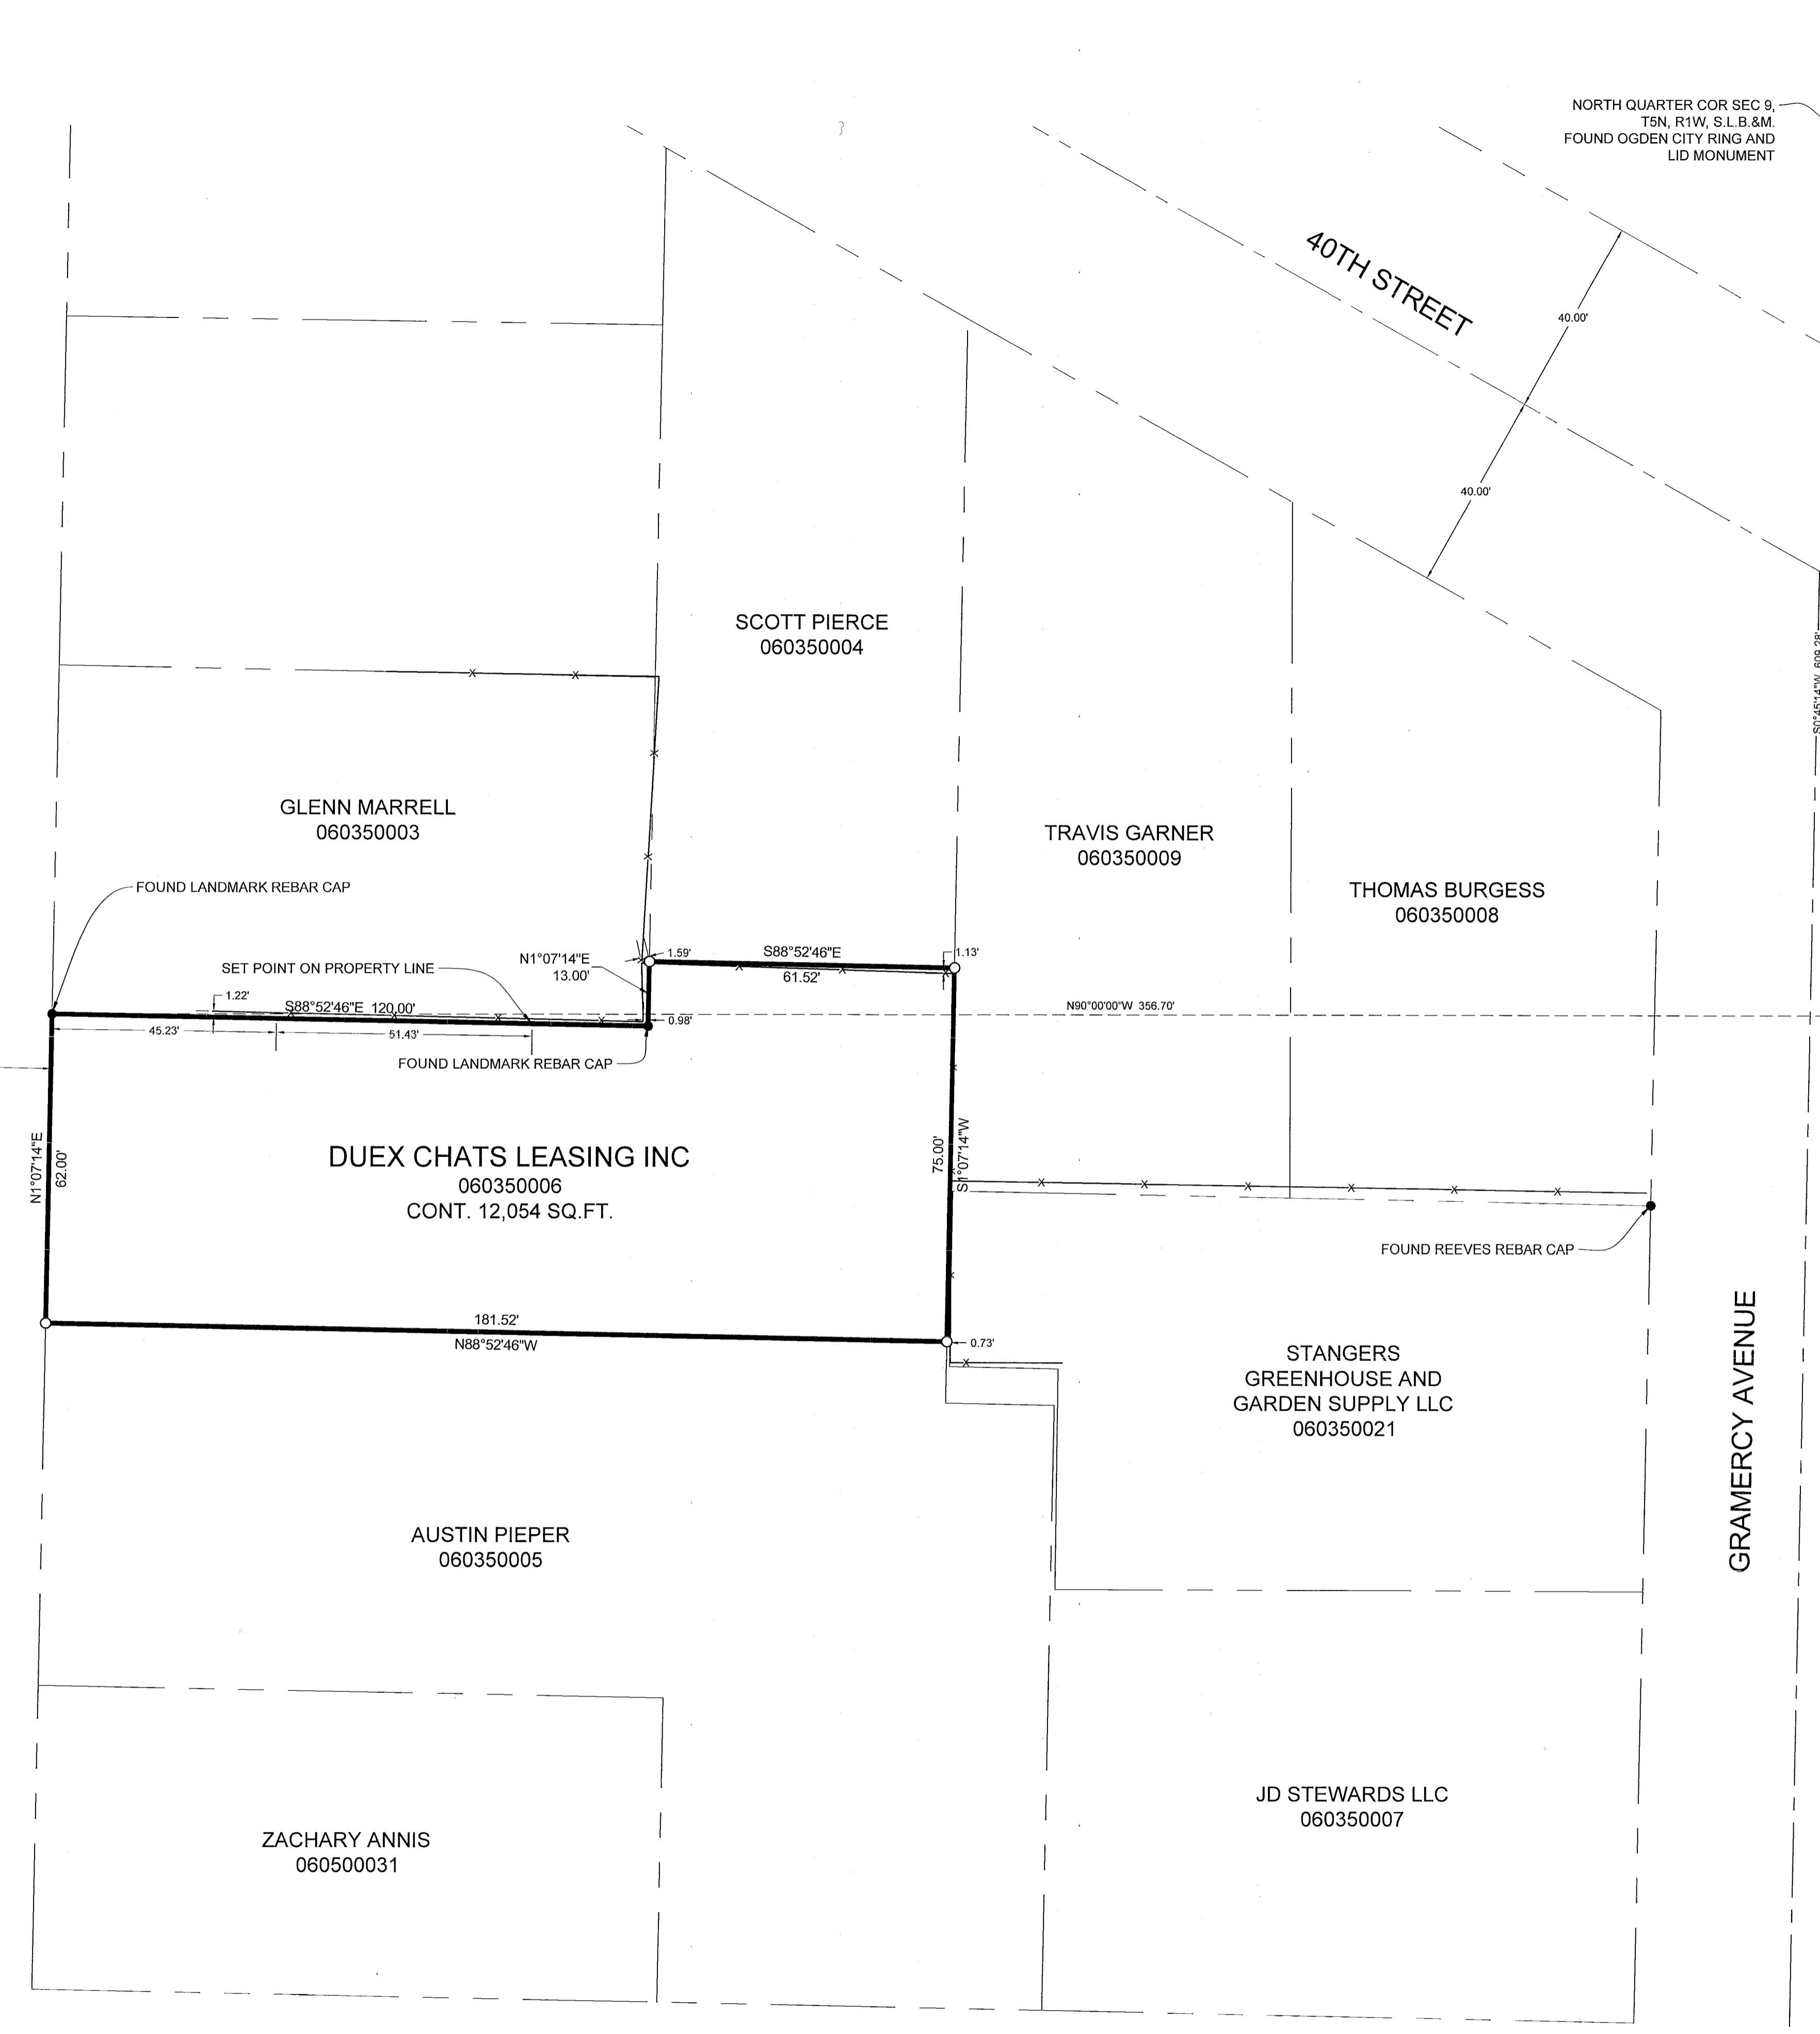 NORTH QUARTER COR SEC 9,
T5N, R1W, S.L.B.&M.
FOUND OGDEN CITY RING AND
LID MONUMENT
40TH STREET
40.00'
40.00'
S0°45'14"W 609.28'
SCOTT PIERCE
060350004
GLENN MARRELL
060350003
TRAVIS GARNER
060350009
THOMAS BURGESS
060350008
FOUND LANDMARK REBAR CAP
SET POINT ON PROPERTY LINE
N1°07'14"E
13.00'
1.59'
S88°52'46"E
61.52'
1.13'
1.22'
S88°52'46"E 120.00'
45.23'
51.43'
0.98'
FOUND LANDMARK REBAR CAP
N90°00'00"W 356.70'
N1°07'14"E
62.00'
DUEX CHATS LEASING INC
060350006
CONT. 12,054 SQ.FT.
75.00'
S1°07'14"W
FOUND REEVES REBAR CAP
181.52'
N88°52'46"W
0.73'
STANGERS
GREENHOUSE AND
GARDEN SUPPLY LLC
060350021
GRAMERCY AVENUE
AUSTIN PIEPER
060350005
JD STEWARDS LLC
060350007
ZACHARY ANNIS
060500031